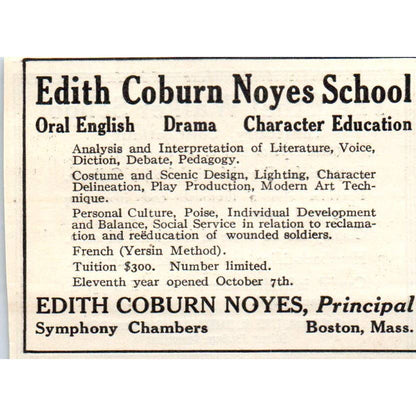 Edith Coburn Noyes School
Oral English Drama Character Education
Analysis and Interpretation of Literature, Voice,
Diction, Debate, Pedagogy.
Costume and Scenic Design, Lighting, Character
Delineation, Play Production, Modern Art Tech-
nique.
Personal Culture, Poise, Individual Development
and Balance, Social Service in relation to reclama-
tion and reëducation of wounded soldiers.
French (Yersin Method).
Tuition $300. Number limited.
Eleventh year opened October 7th.
EDITH COBURN NOYES, Principal
Symphony Chambers Boston, Mass.